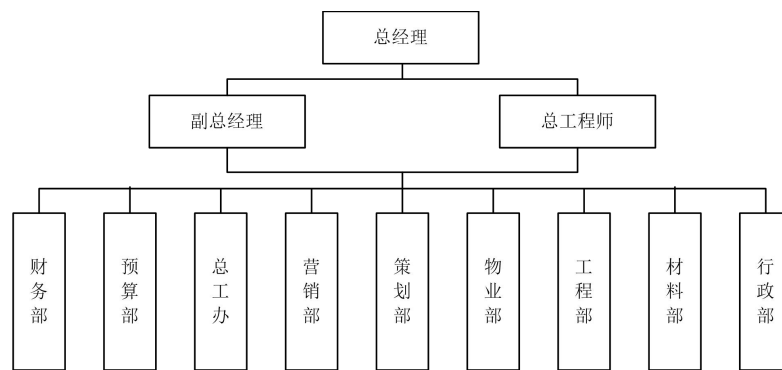 总经理
副总经理
总工程师
财务部
预算部
总工办
营销部
策划部
物业部
工程部
材料部
行政部